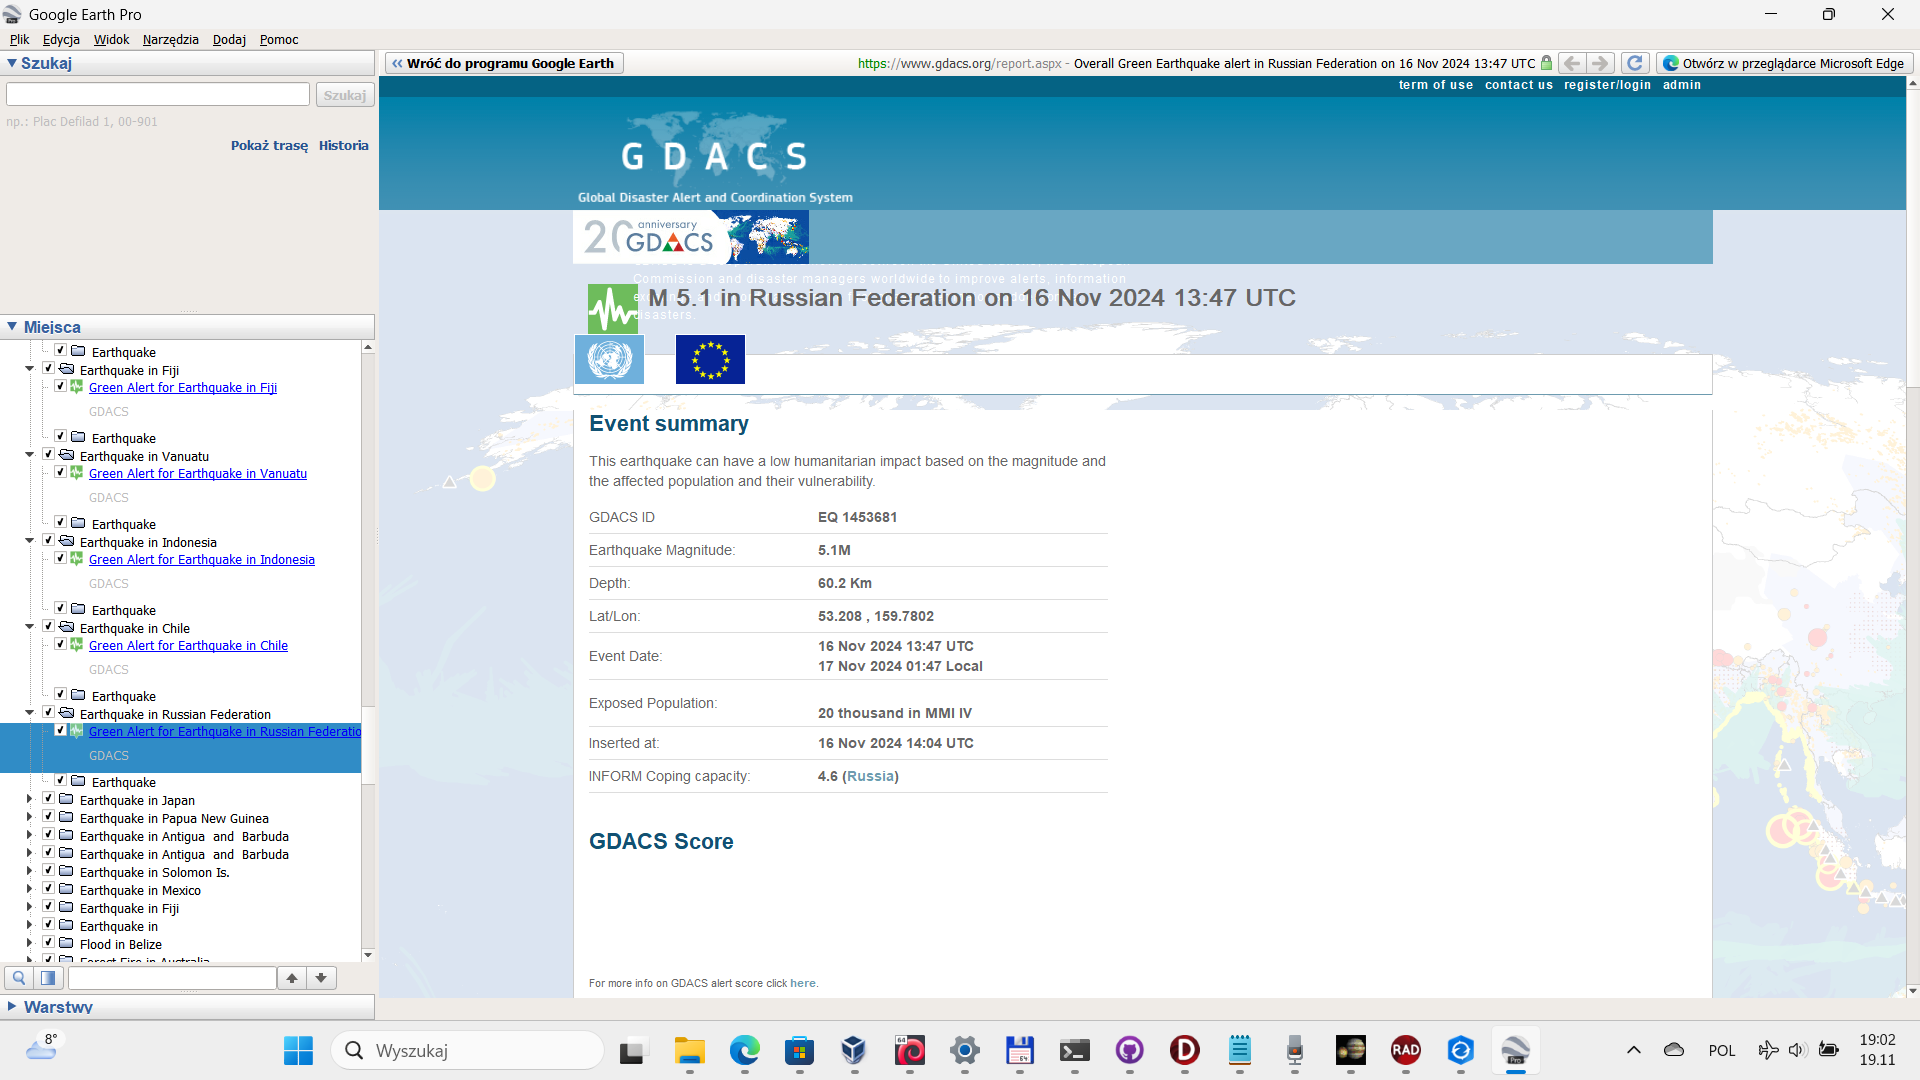 Google Earth Pro
Plik Edycja Widok Narzędzia Dodaj Pomoc
Szukaj
Szukaj
np.: Plac Defilad 1, 00-901
Pokaż trasę Historia
Miejsca
Earthquake
Earthquake in Fiji
Green Alert for Earthquake in Fiji
GDACS
Earthquake
Earthquake in Vanuatu
Green Alert for Earthquake in Vanuatu
GDACS
Earthquake
Earthquake in Indonesia
Green Alert for Earthquake in Indonesia
GDACS
Earthquake
Earthquake in Chile
Green Alert for Earthquake in Chile
GDACS
Earthquake
Earthquake in Russian Federation
Green Alert for Earthquake in Russian Federatio
GDACS
Earthquake
Earthquake in Japan
Earthquake in Papua New Guinea
Earthquake in Antigua and Barbuda
Earthquake in Antigua and Barbuda
Earthquake in Solomon Is.
Earthquake in Mexico
Earthquake in Fiji
Earthquake in
Flood in Belize
Forest Fire in Australia
Warstwy
Wróć do programu Google Earth
https://www.gdacs.org/report.aspx - Overall Green Earthquake alert in Russian Federation on 16 Nov 2024 13:47 UTC
Otwórz w przeglądarce Microsoft Edge
term of use contact us register/login admin
GDACS
Global Disaster Alert and Coordination System
20 anniversary
GDACS
Commission and disaster managers worldwide to improve alerts, information
disasters.
M 5.1 in Russian Federation on 16 Nov 2024 13:47 UTC
Event summary
This earthquake can have a low humanitarian impact based on the magnitude and
the affected population and their vulnerability.
GDACS ID EQ 1453681
Earthquake Magnitude: 5.1M
Depth: 60.2 Km
Lat/Lon: 53.208 , 159.7802
Event Date: 16 Nov 2024 13:47 UTC
17 Nov 2024 01:47 Local
Exposed Population: 20 thousand in MMI IV
Inserted at: 16 Nov 2024 14:04 UTC
INFORM Coping capacity: 4.6 (Russia)
GDACS Score
For more info on GDACS alert score click here.
8°
Wyszukaj
64
64
RAD
Pro
POL
19:02
19.11